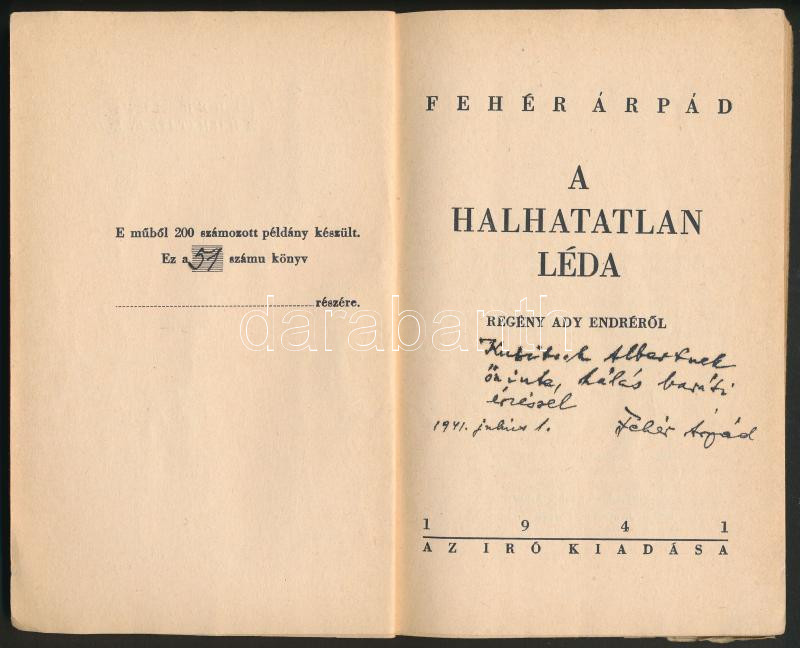 E műből 200 számozott példány készült.
Ez a 51 számu könyv
részére.
FEHÉR ÁRPÁD
A
HALHATATLAN
LÉDA
REGÉNY ADY ENDRÉRŐL
Albertnek
őszinte, hálás baráti
érzéssel
1941. julius 1. Fehér Árpád
1941
AZ IRÓ KIADÁSA
darabanth